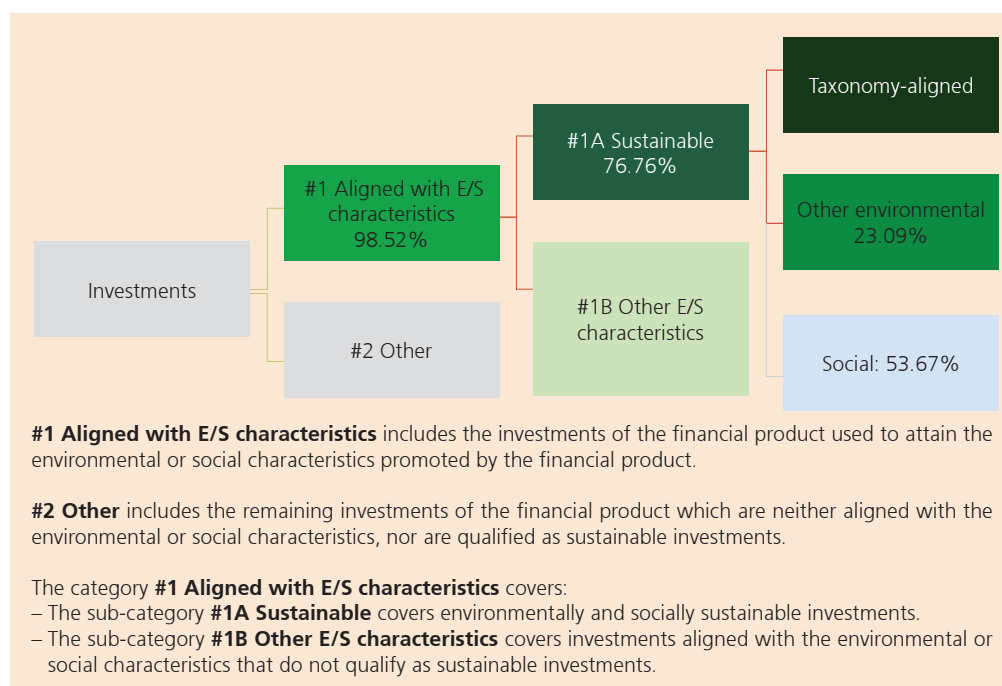 Taxonomy-aligned
#1A Sustainable
76.76%
#1 Aligned with E/S
characteristics
98.52%
Other environmental
23.09%
Investments
#1B Other E/S
characteristics
#2 Other
Social: 53.67%
#1 Aligned with E/S characteristics includes the investments of the financial product used to attain the
environmental or social characteristics promoted by the financial product.
#2 Other includes the remaining investments of the financial product which are neither aligned with the
environmental or social characteristics, nor are qualified as sustainable investments.
The category #1 Aligned with E/S characteristics covers:
– The sub-category #1A Sustainable covers environmentally and socially sustainable investments.
– The sub-category #1B Other E/S characteristics covers investments aligned with the environmental or
social characteristics that do not qualify as sustainable investments.